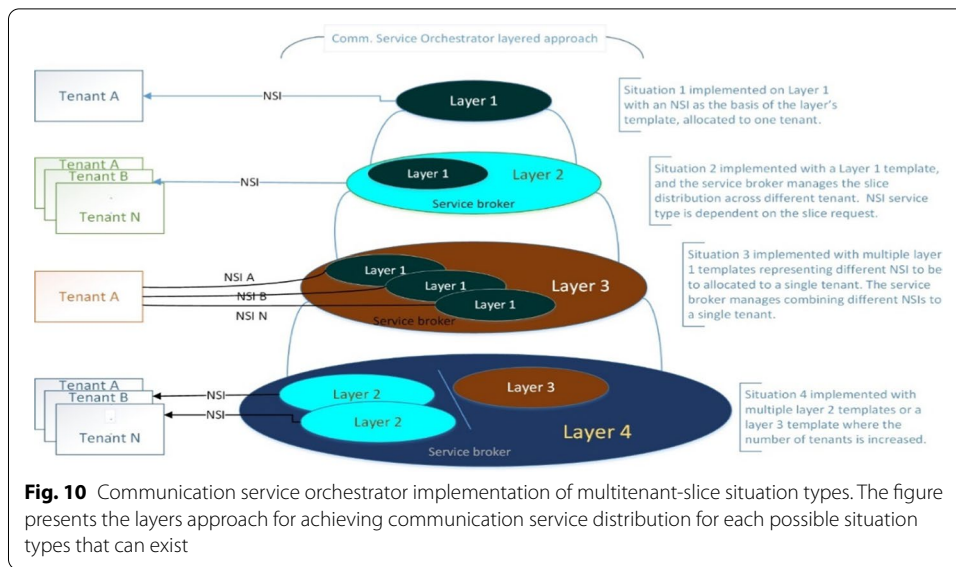 Comm. Service Orchestrator layered approach
Tenant A
NSI
Layer 1
Situation 1 implemented on Layer 1
with an NSI as the basis of the layer's
template, allocated to one tenant.
Tenant A
Tenant B
Tenant N
NSI
Layer 1
Layer 2
Service broker
Situation 2 implemented with a Layer 1 template,
and the service broker manages the slice
distribution across different tenant. NSI service
type is dependent on the slice request.
Tenant A
NSI A
NSI B
NSI N
Layer 1
Layer 1
Layer 1
Layer 3
Service broker
Situation 3 implemented with multiple layer
1 templates representing different NSI to be
to allocated to a single tenant. The service
broker manages combining different NSIs to
a single tenant.
Tenant A
Tenant B
Tenant N
NSI
NSI
Layer 2
Layer 2
Layer 3
Layer 4
Service broker
Situation 4 implemented with
multiple layer 2 templates or a
layer 3 template where the
number of tenants is increased.
Fig. 10 Communication service orchestrator implementation of multitenant-slice situation types. The figure
presents the layers approach for achieving communication service distribution for each possible situation
types that can exist